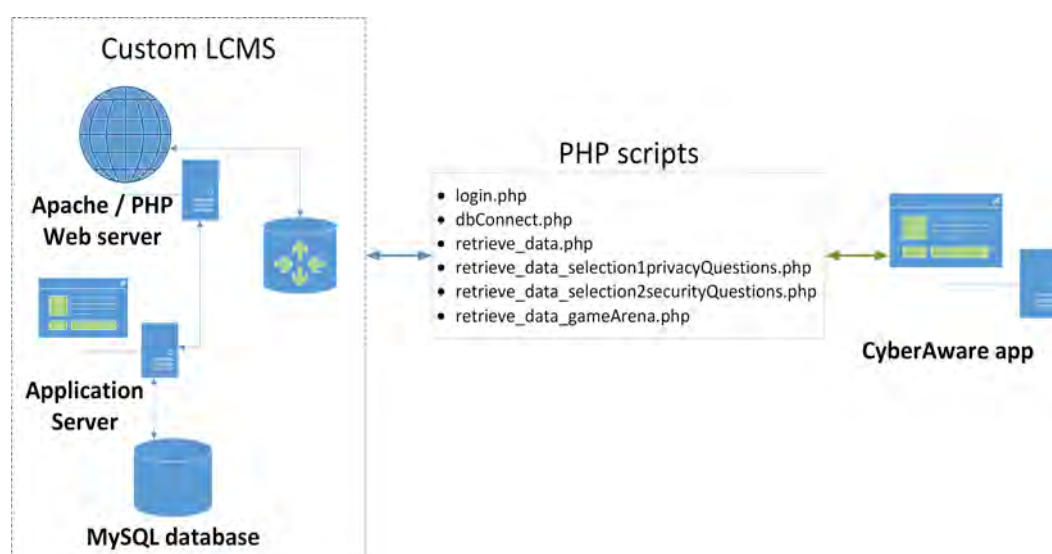 Custom LCMS
Apache / PHP
Web server
Application
Server
MySQL database
PHP scripts
• login.php
• dbConnect.php
• retrieve_data.php
• retrieve_data_selection1privacyQuestions.php
• retrieve_data_selection2securityQuestions.php
• retrieve_data_gameArena.php
CyberAware app